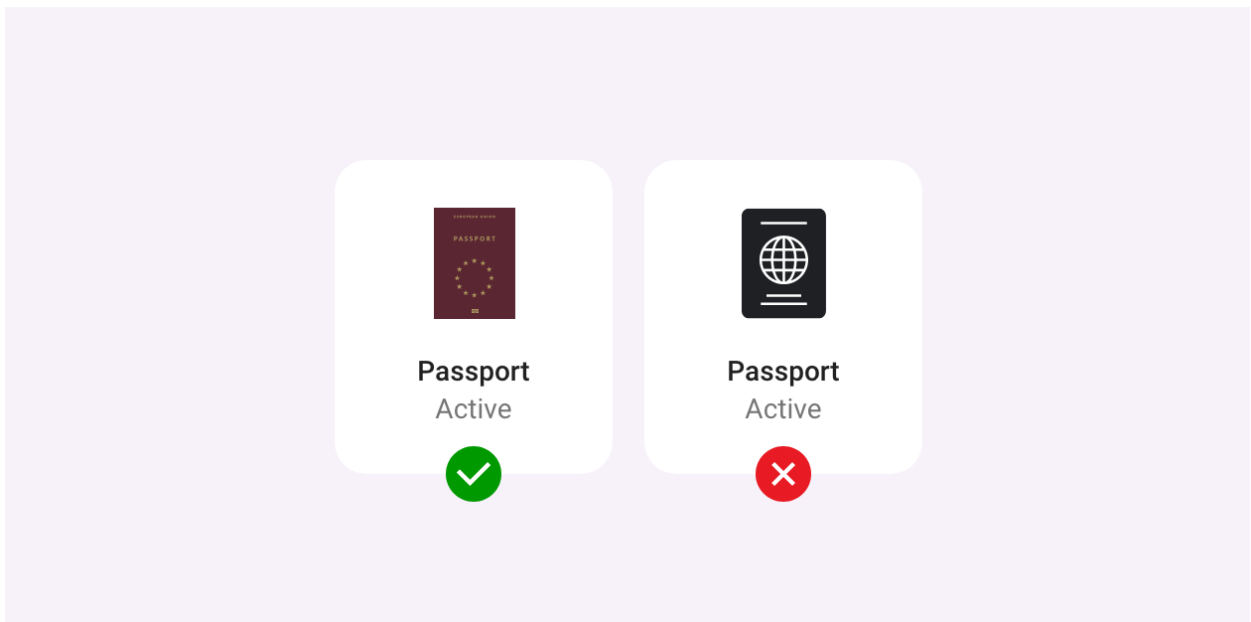 EUROPEAN UNION
PASSPORT
Passport
Active
Passport
Active